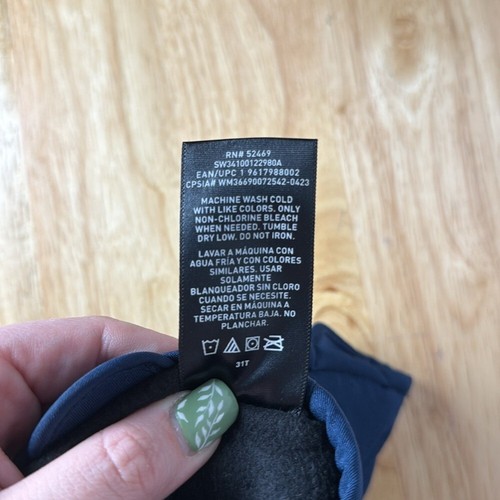 RN# 52469
SW34100122980A
EAN/UPC 1 9617988002
CPSIA# WM36690072542-0423
MACHINE WASH COLD
WITH LIKE COLORS. ONLY
NON-CHLORINE BLEACH
WHEN NEEDED. TUMBLE
DRY LOW. DO NOT IRON.
LAVAR A MÁQUINA CON
AGUA FRÍA Y CON COLORES
SIMILARES. USAR
SOLAMENTE
BLANQUEADOR SIN CLORO
CUANDO SE NECESITE.
SECAR EN MÁQUINA A
TEMPERATURA BAJA. NO
PLANCHAR.
31T